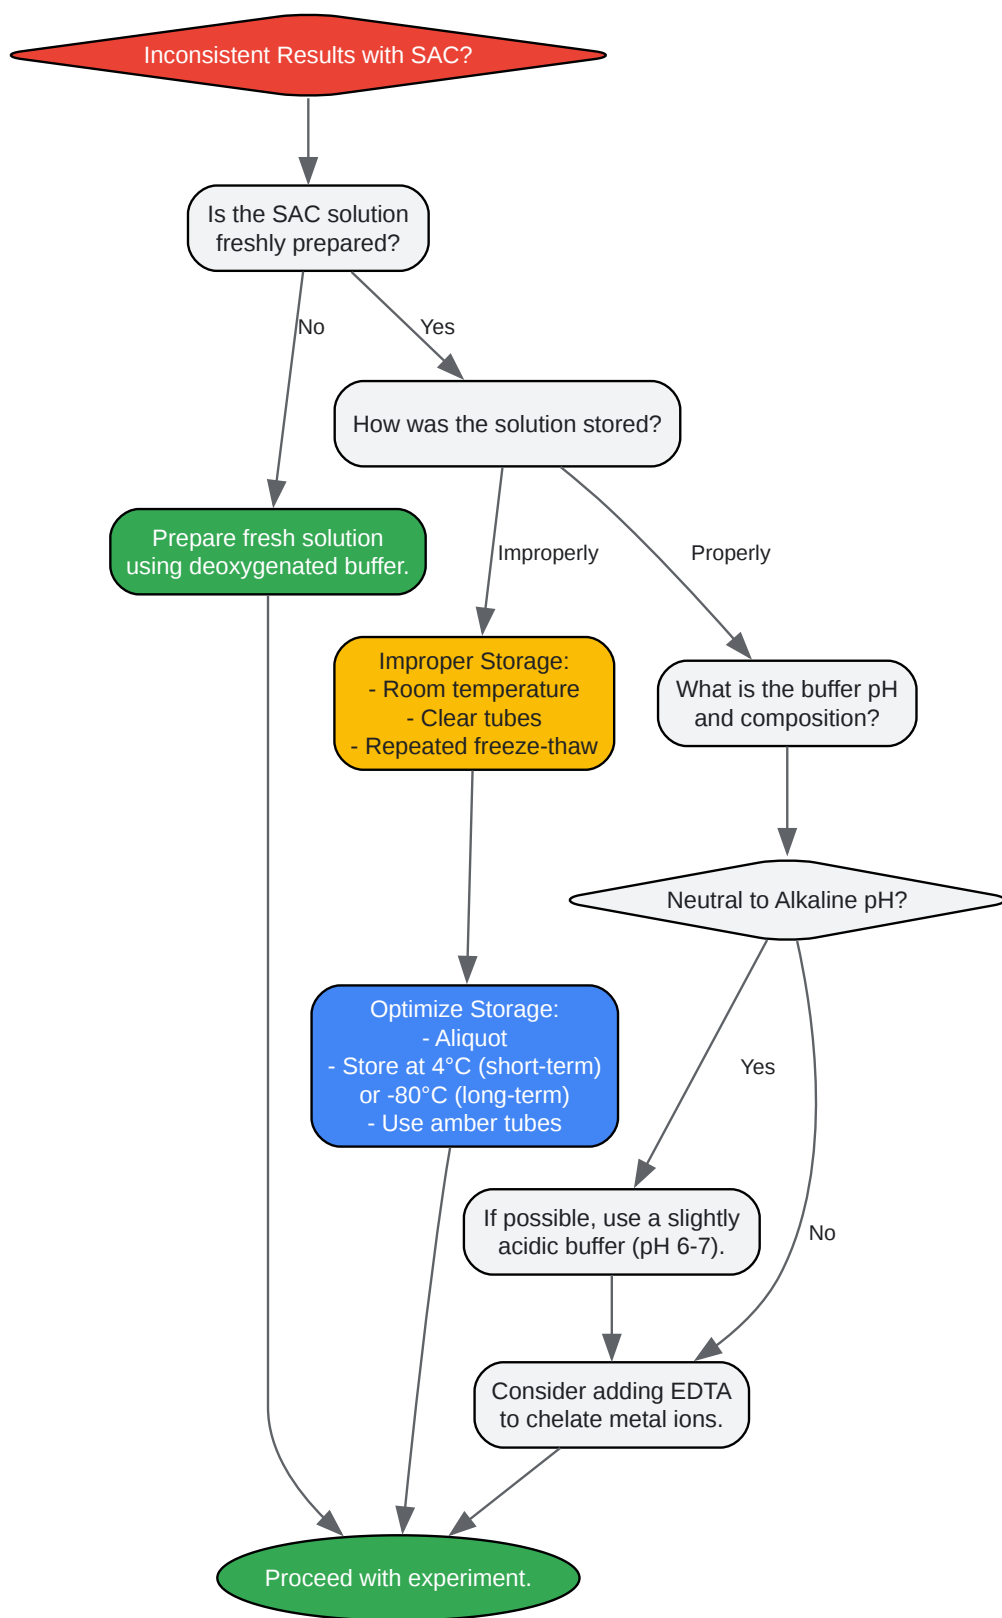 Inconsistent Results with SAC?
Is the SAC solution
freshly prepared?
No
Yes
How was the solution stored?
Prepare fresh solution
using deoxygenated buffer.
Improperly
Properly
Improper Storage:
- Room temperature
- Clear tubes
- Repeated freeze-thaw
What is the buffer pH
and composition?
Neutral to Alkaline pH?
Optimize Storage:
- Aliquot
- Store at 4°C (short-term)
or -80°C (long-term)
- Use amber tubes
Yes
If possible, use a slightly
acidic buffer (pH 6-7).
No
Consider adding EDTA
to chelate metal ions.
Proceed with experiment.